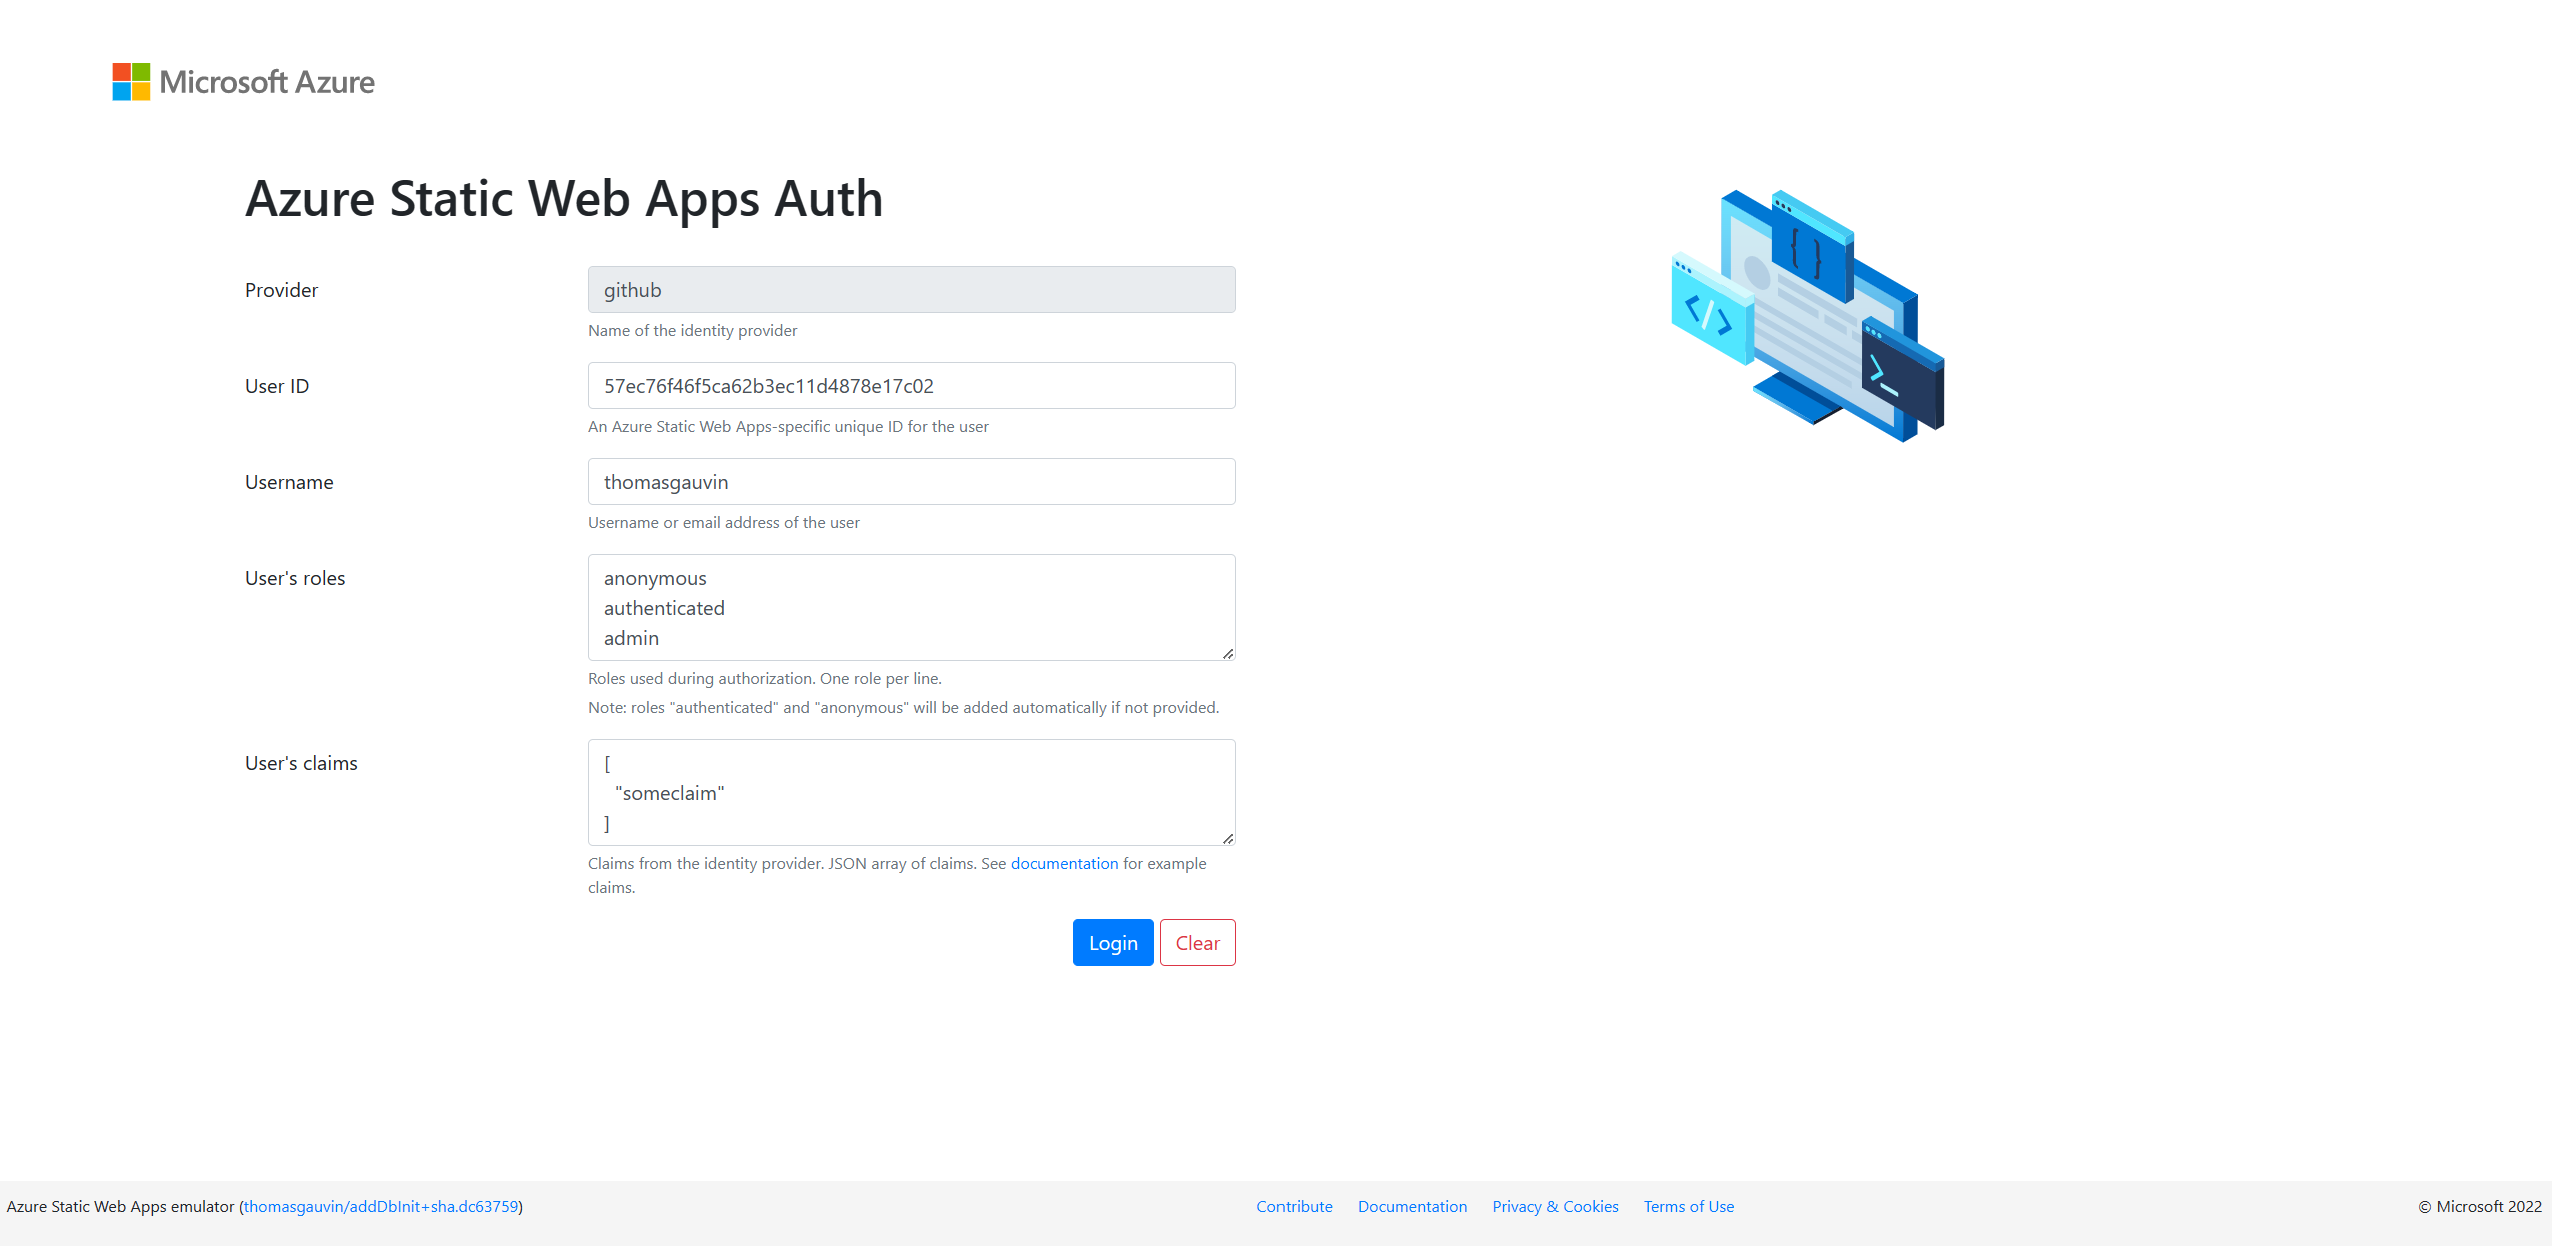 Microsoft Azure
Azure Static Web Apps Auth
Provider
github
Name of the identity provider
User ID
57ec76f46f5ca62b3ec11d4878e17c02
An Azure Static Web Apps-specific unique ID for the user
Username
thomasgauvin
Username or email address of the user
User's roles
anonymous
authenticated
admin
Roles used during authorization. One role per line.
Note: roles "authenticated" and "anonymous" will be added automatically if not provided.
User's claims
[
"someclaim"
]
Claims from the identity provider. JSON array of claims. See documentation for example
claims.
Login Clear
{ }
</>
>_
Azure Static Web Apps emulator (thomasgauvin/addDbInit+sha.dc63759)
Contribute Documentation Privacy & Cookies Terms of Use
© Microsoft 2022